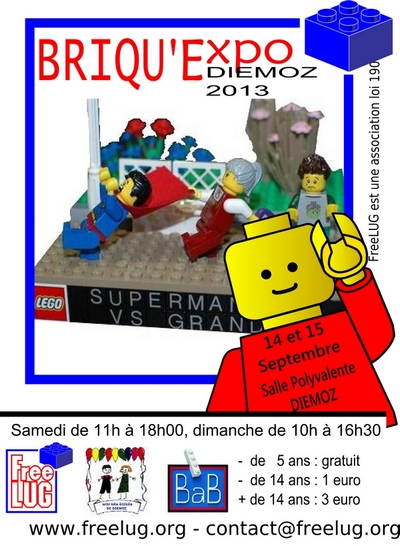 BRIQU'Expo
DIEMOZ
2013
FreeLUG est une association loi 190
LEGO
SUPERMAN
VS GRAND
14 et 15
Septembre
Salle Polyvalente
DIEMOZ
Samedi de 11h à 18h00, dimanche de 10h à 16h30
Free
LUG
BaB
- de 5 ans : gratuit
- de 14 ans : 1 euro
+ de 14 ans : 3 euro
www.freelug.org - contact@freelug.org